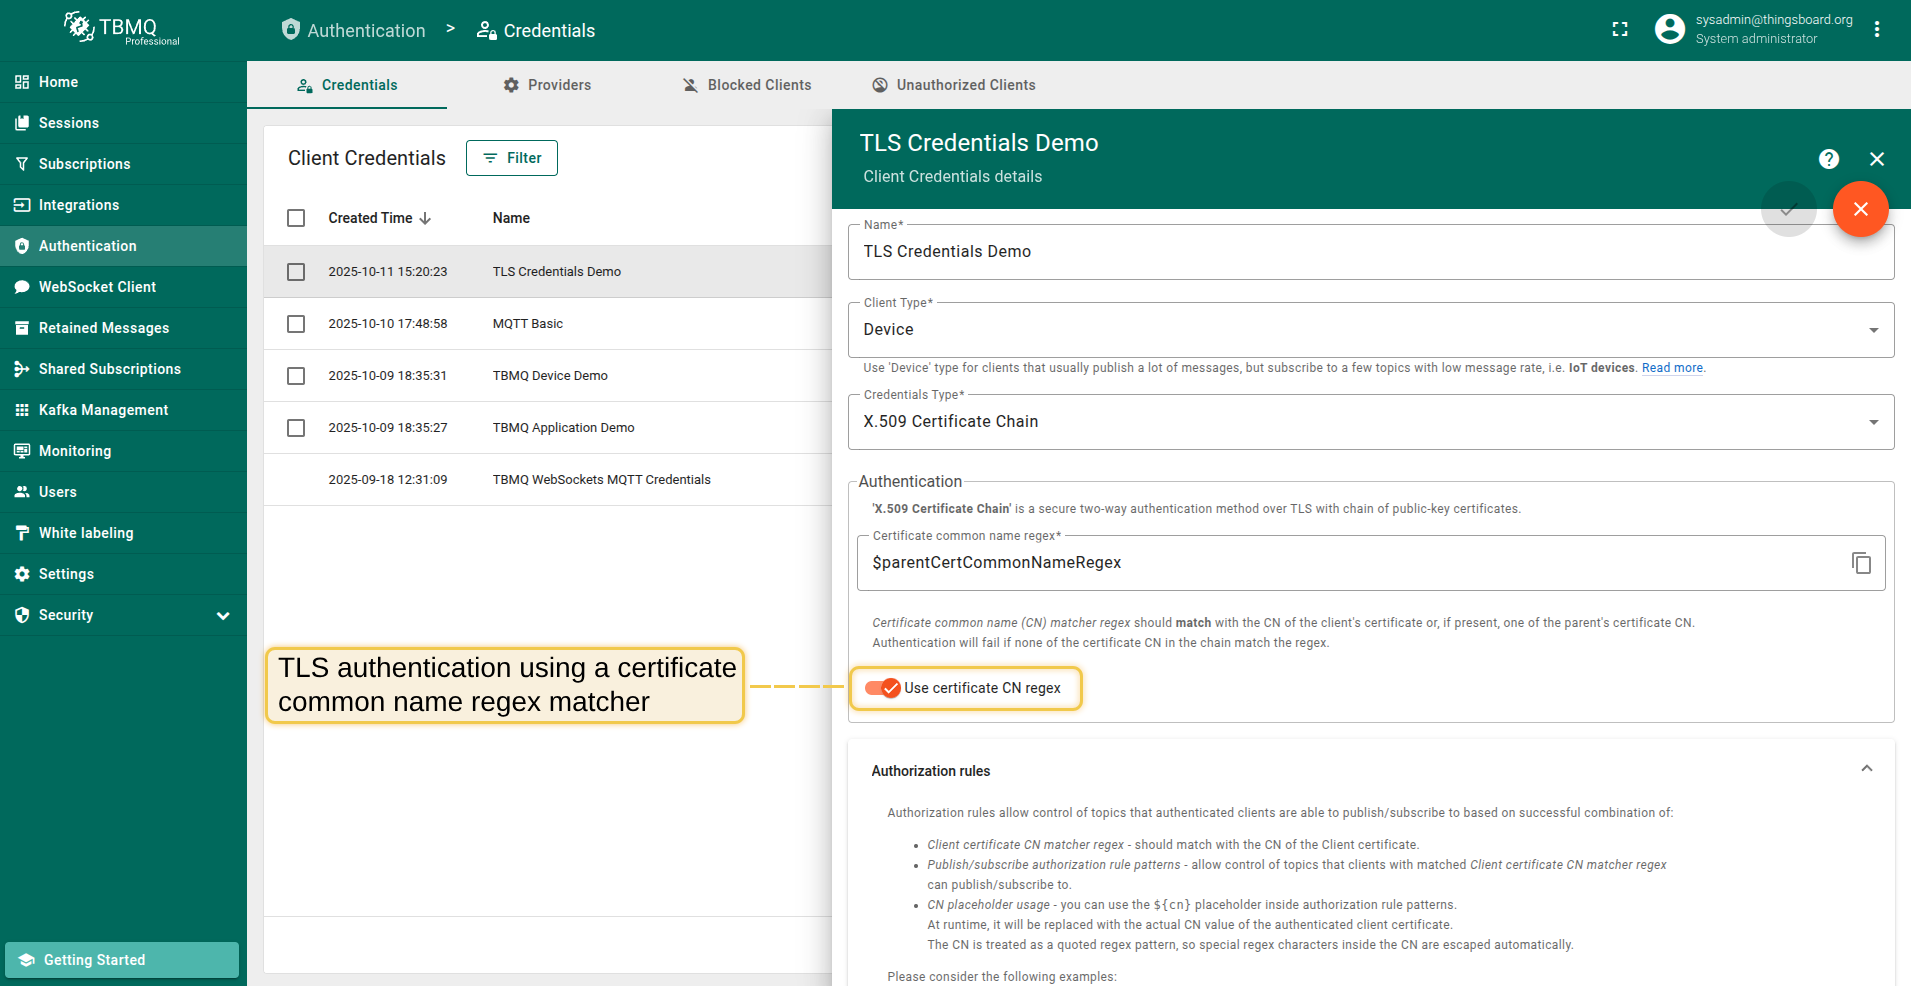 TBMQ
Professional
Authentication > Credentials
sysadmin@thingsboard.org
System administrator
Home
Sessions
Subscriptions
Integrations
Authentication
WebSocket Client
Retained Messages
Shared Subscriptions
Kafka Management
Monitoring
Users
White labeling
Settings
Security
Getting Started
Credentials
Providers
Blocked Clients
Unauthorized Clients
Client Credentials
Filter
Created Time Name
2025-10-11 15:20:23 TLS Credentials Demo
2025-10-10 17:48:58 MQTT Basic
2025-10-09 18:35:31 TBMQ Device Demo
2025-10-09 18:35:27 TBMQ Application Demo
2025-09-18 12:31:09 TBMQ WebSockets MQTT Credentials
TLS authentication using a certificate
common name regex matcher
TLS Credentials Demo
Client Credentials details
Name*
TLS Credentials Demo
Client Type*
Device
Use 'Device' type for clients that usually publish a lot of messages, but subscribe to a few topics with low message rate, i.e. IoT devices. Read more.
Credentials Type*
X.509 Certificate Chain
Authentication
'X.509 Certificate Chain' is a secure two-way authentication method over TLS with chain of public-key certificates.
Certificate common name regex*
$parentCertCommonNameRegex
Certificate common name (CN) matcher regex should match with the CN of the client's certificate or, if present, one of the parent's certificate CN.
Authentication will fail if none of the certificate CN in the chain match the regex.
Use certificate CN regex
Authorization rules
Authorization rules allow control of topics that authenticated clients are able to publish/subscribe to based on successful combination of:
• Client certificate CN matcher regex - should match with the CN of the Client certificate.
• Publish/subscribe authorization rule patterns - allow control of topics that clients with matched Client certificate CN matcher regex
can publish/subscribe to.
• CN placeholder usage - you can use the ${cn} placeholder inside authorization rule patterns.
At runtime, it will be replaced with the actual CN value of the authenticated client certificate.
The CN is treated as a quoted regex pattern, so special regex characters inside the CN are escaped automatically.
Please consider the following examples: